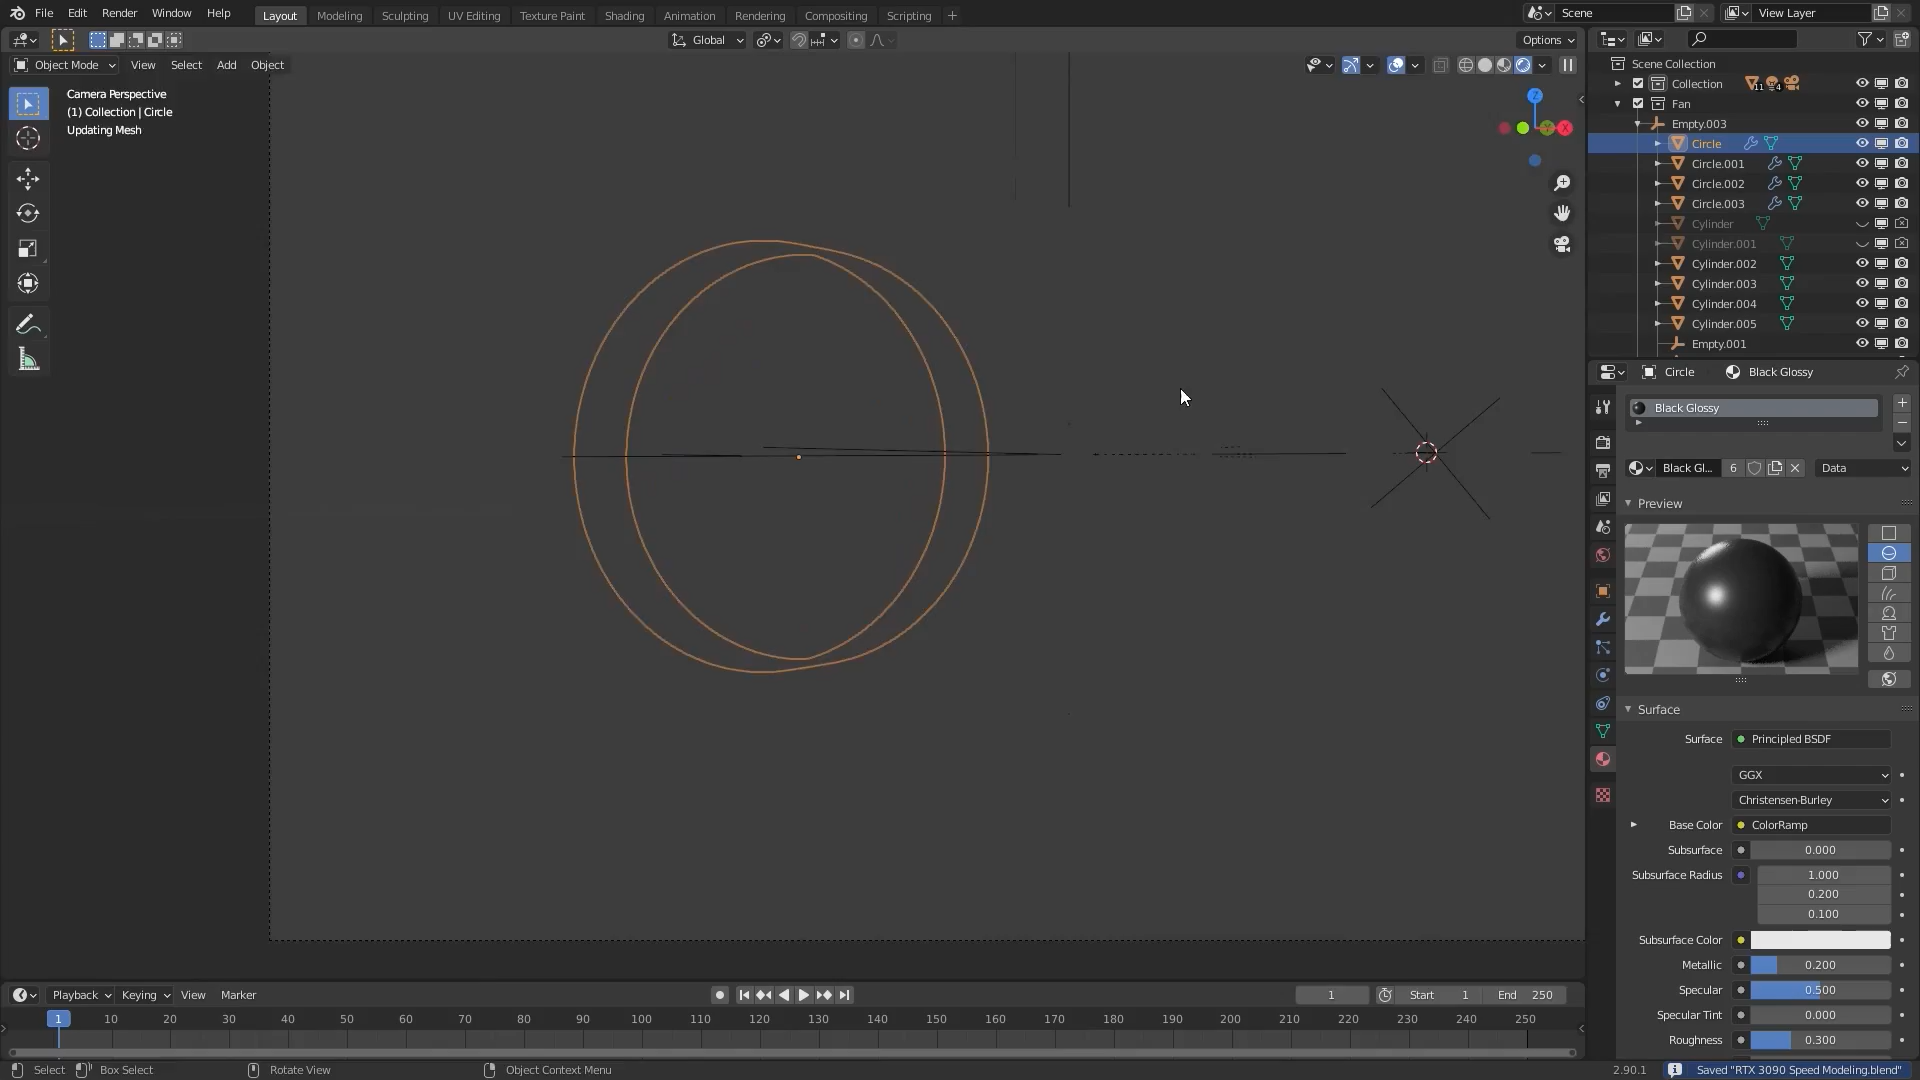 File Edit Render Window Help
Layout Modeling Sculpting UV Editing Texture Paint Shading Animation Rendering Compositing Scripting +
Scene View Layer
Global Options
Object Mode View Select Add Object
Camera Perspective
(1) Collection | Circle
Updating Mesh
Z
Y
X
Scene Collection
Collection 11 4
Fan
Empty.003
Circle
Circle.001
Circle.002
Circle.003
Cylinder
Cylinder.001
Cylinder.002
Cylinder.003
Cylinder.004
Cylinder.005
Empty.001
Circle Black Glossy
Black Glossy
Black Gl... 6 Data
Preview
Surface
Surface Principled BSDF
GGX
Christensen-Burley
Base Color ColorRamp
Subsurface 0.000
Subsurface Radius 1.000
0.200
0.100
Subsurface Color
Metallic 0.200
Specular 0.500
Specular Tint 0.000
Roughness 0.300
Playback Keying View Marker 1 Start 1 End 250
1 10 20 30 40 50 60 70 80 90 100 110 120 130 140 150 160 170 180 190 200 210 220 230 240 250
Select Box Select Rotate View Object Context Menu 2.90.1 Saved "RTX 3090 Speed Modeling.blend"